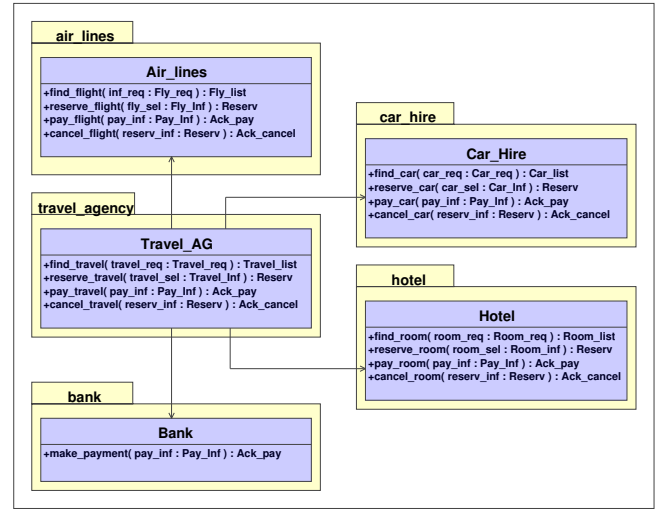 air_lines
Air_lines
+find_flight( inf_req : Fly_req ) : Fly_list
+reserve_flight( fly_sel : Fly_Inf ) : Reserv
+pay_flight( pay_inf : Pay_Inf ) : Ack_pay
+cancel_flight( reserv_inf : Reserv ) : Ack_cancel
car_hire
Car_Hire
+find_car( car_req : Car_req ) : Car_list
+reserve_car( car_sel : Car_Inf ) : Reserv
+pay_car( pay_inf : Pay_Inf ) : Ack_pay
+cancel_car( reserv_inf : Reserv ) : Ack_cancel
travel_agency
Travel_AG
+find_travel( travel_req : Travel_req ) : Travel_list
+reserve_travel( travel_sel : Travel_Inf ) : Reserv
+pay_travel( pay_inf : Pay_Inf ) : Ack_pay
+cancel_travel( reserv_inf : Reserv ) : Ack_cancel
hotel
Hotel
+find_room( room_req : Room_req ) : Room_list
+reserve_room( room_sel : Room_inf ) : Reserv
+pay_room( pay_inf : Pay_Inf ) : Ack_pay
+cancel_room( reserv_inf : Reserv ) : Ack_cancel
bank
Bank
+make_payment( pay_inf : Pay_Inf ) : Ack_pay